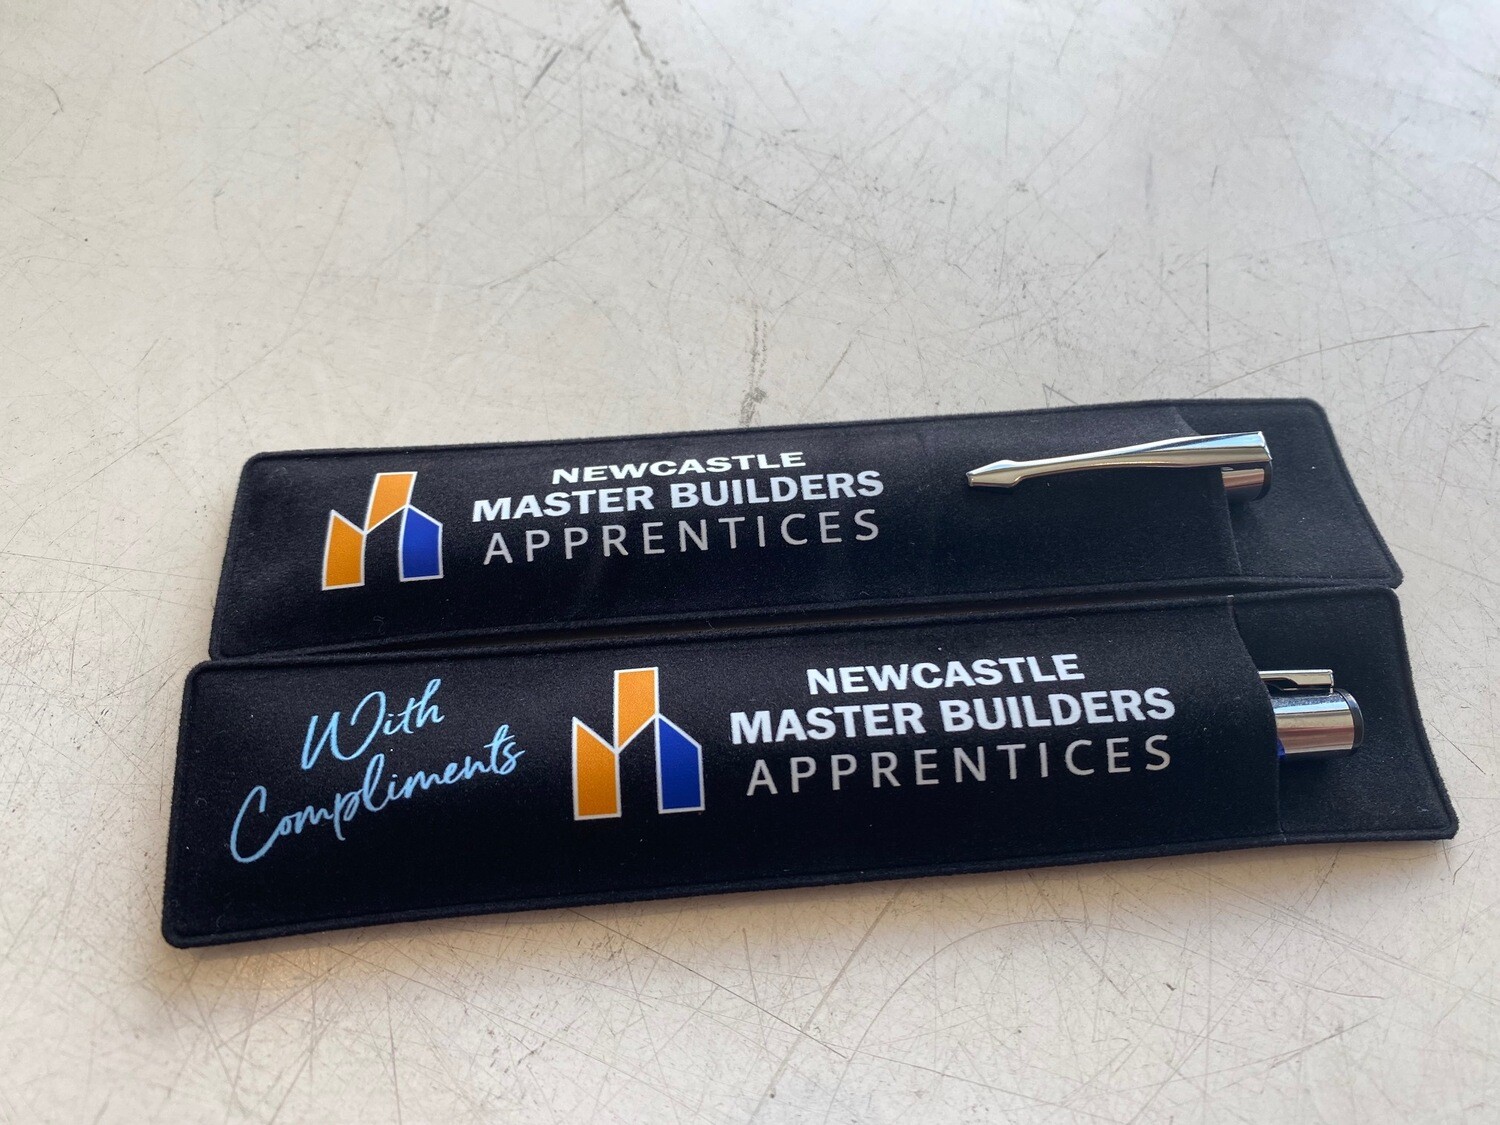 NEWCASTLE
MASTER BUILDERS
APPRENTICES
With
Compliments
NEWCASTLE
MASTER BUILDERS
APPRENTICES